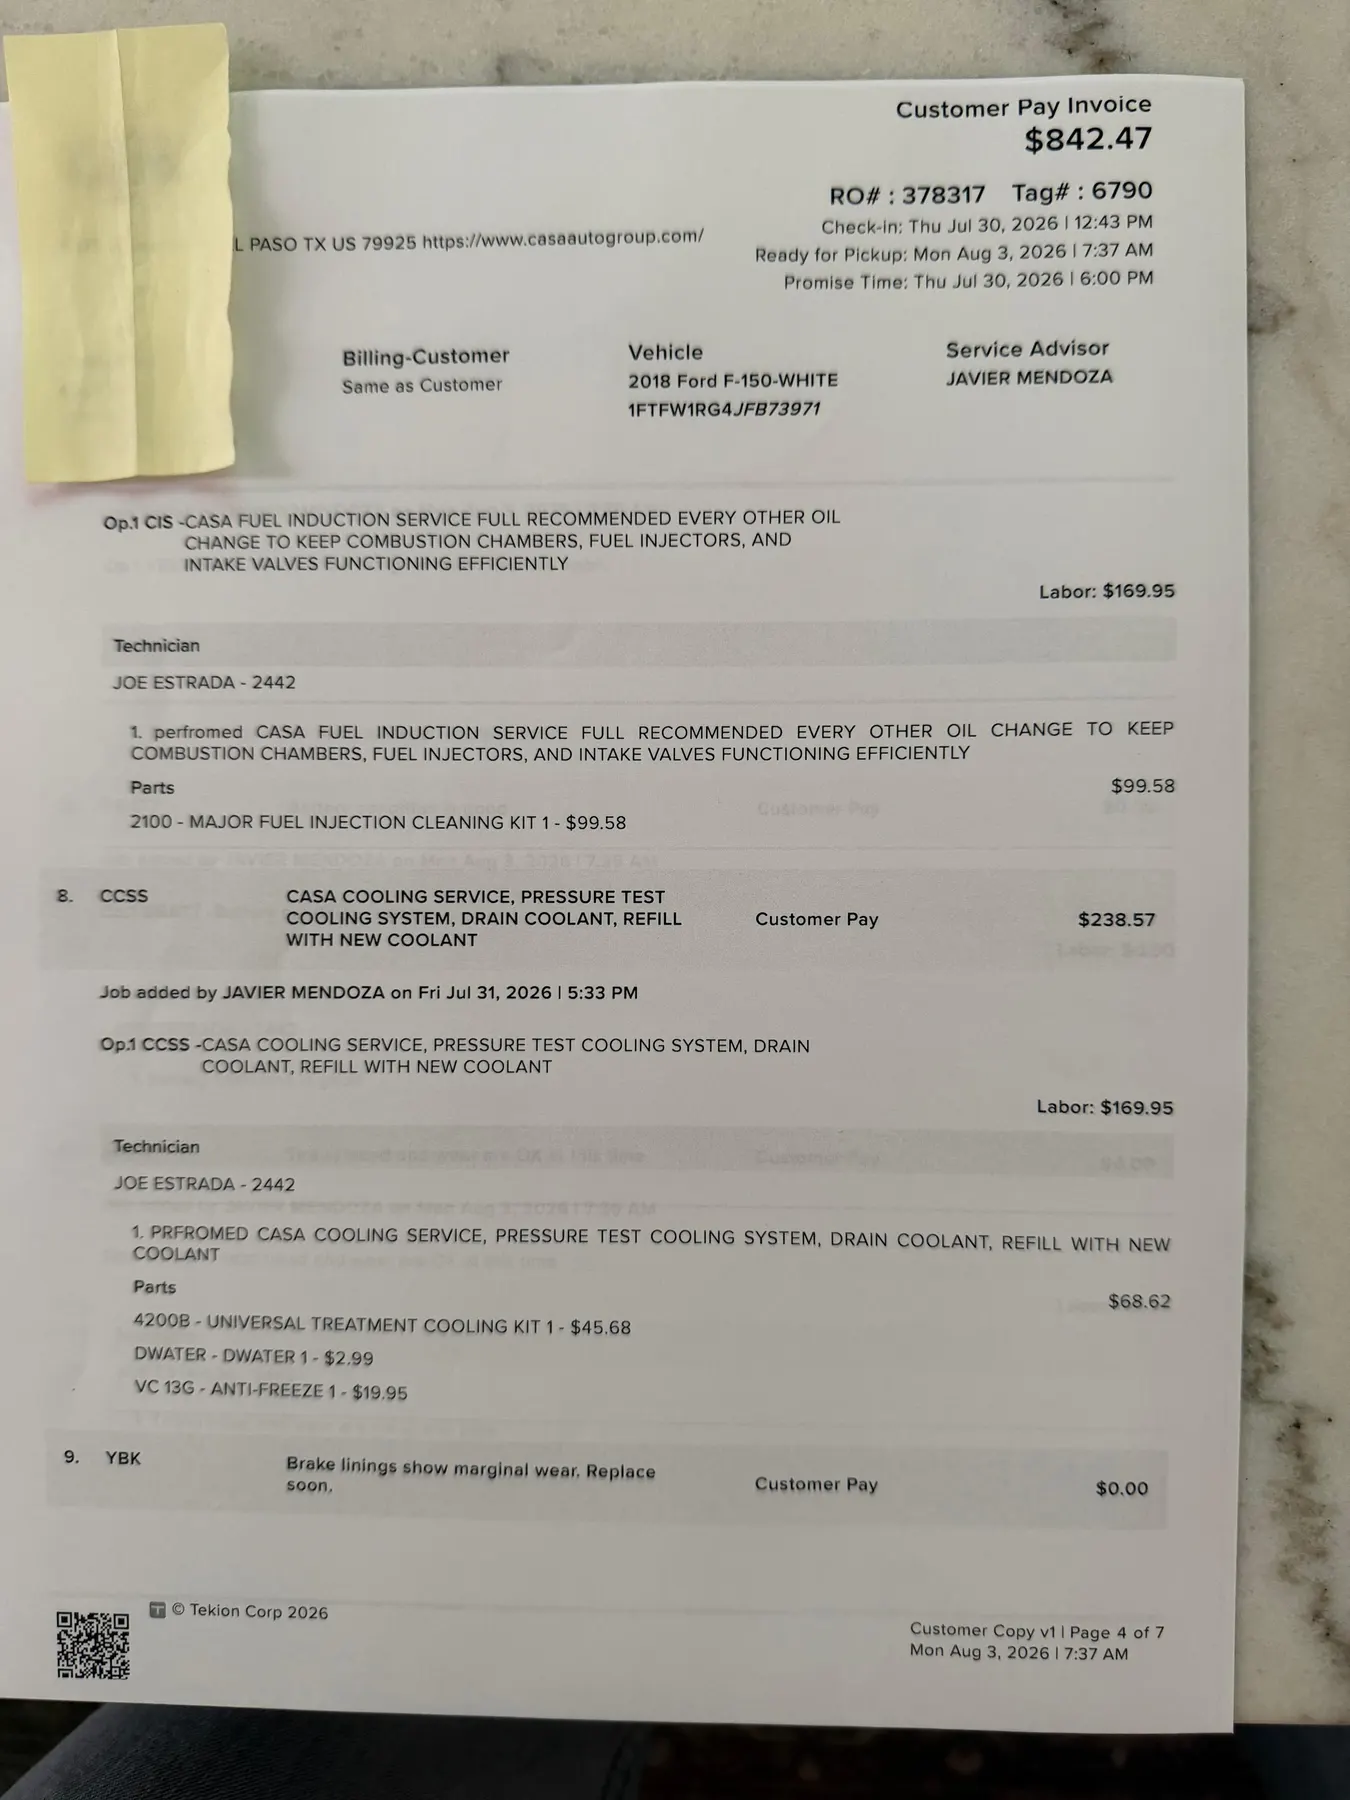 Customer Pay Invoice
$842.47
RO# : 378317 Tag# : 6790
Check-in: Thu Jul 30, 2026 | 12:43 PM
L PASO TX US 79925 https://www.casaautogroup.com/
Ready for Pickup: Mon Aug 3, 2026 | 7:37 AM
Promise Time: Thu Jul 30, 2026 | 6:00 PM
Billing-Customer
Same as Customer
Vehicle
2018 Ford F-150-WHITE
1FTFW1RG4JFB73971
Service Advisor
JAVIER MENDOZA
Op.1 CIS -CASA FUEL INDUCTION SERVICE FULL RECOMMENDED EVERY OTHER OIL
CHANGE TO KEEP COMBUSTION CHAMBERS, FUEL INJECTORS, AND
INTAKE VALVES FUNCTIONING EFFICIENTLY
Labor: $169.95
Technician
JOE ESTRADA - 2442
1. perfromed CASA FUEL INDUCTION SERVICE FULL RECOMMENDED EVERY OTHER OIL CHANGE TO KEEP
COMBUSTION CHAMBERS, FUEL INJECTORS, AND INTAKE VALVES FUNCTIONING EFFICIENTLY
Parts $99.58
2100 - MAJOR FUEL INJECTION CLEANING KIT 1 - $99.58
8. CCSS CASA COOLING SERVICE, PRESSURE TEST
COOLING SYSTEM, DRAIN COOLANT, REFILL Customer Pay $238.57
WITH NEW COOLANT
Job added by JAVIER MENDOZA on Fri Jul 31, 2026 | 5:33 PM
Op.1 CCSS -CASA COOLING SERVICE, PRESSURE TEST COOLING SYSTEM, DRAIN
COOLANT, REFILL WITH NEW COOLANT
Labor: $169.95
Technician
JOE ESTRADA - 2442
1. PRFROMED CASA COOLING SERVICE, PRESSURE TEST COOLING SYSTEM, DRAIN COOLANT, REFILL WITH NEW
COOLANT
Parts $68.62
4200B - UNIVERSAL TREATMENT COOLING KIT 1 - $45.68
DWATER - DWATER 1 - $2.99
VC 13G - ANTI-FREEZE 1 - $19.95
9. YBK Brake linings show marginal wear. Replace
soon. Customer Pay $0.00
T © Tekion Corp 2026
Customer Copy v1 | Page 4 of 7
Mon Aug 3, 2026 | 7:37 AM